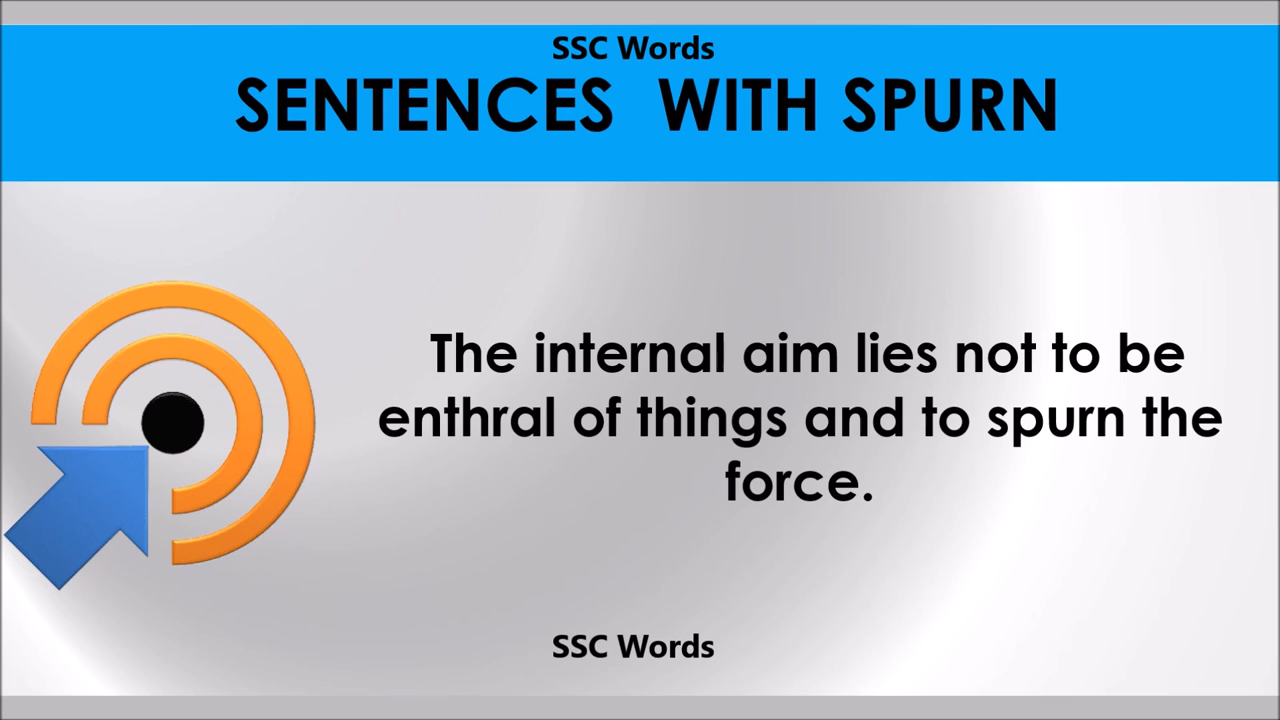 SSC Words
SENTENCES WITH SPURN
The internal aim lies not to be
enthral of things and to spurn the
force.
SSC Words